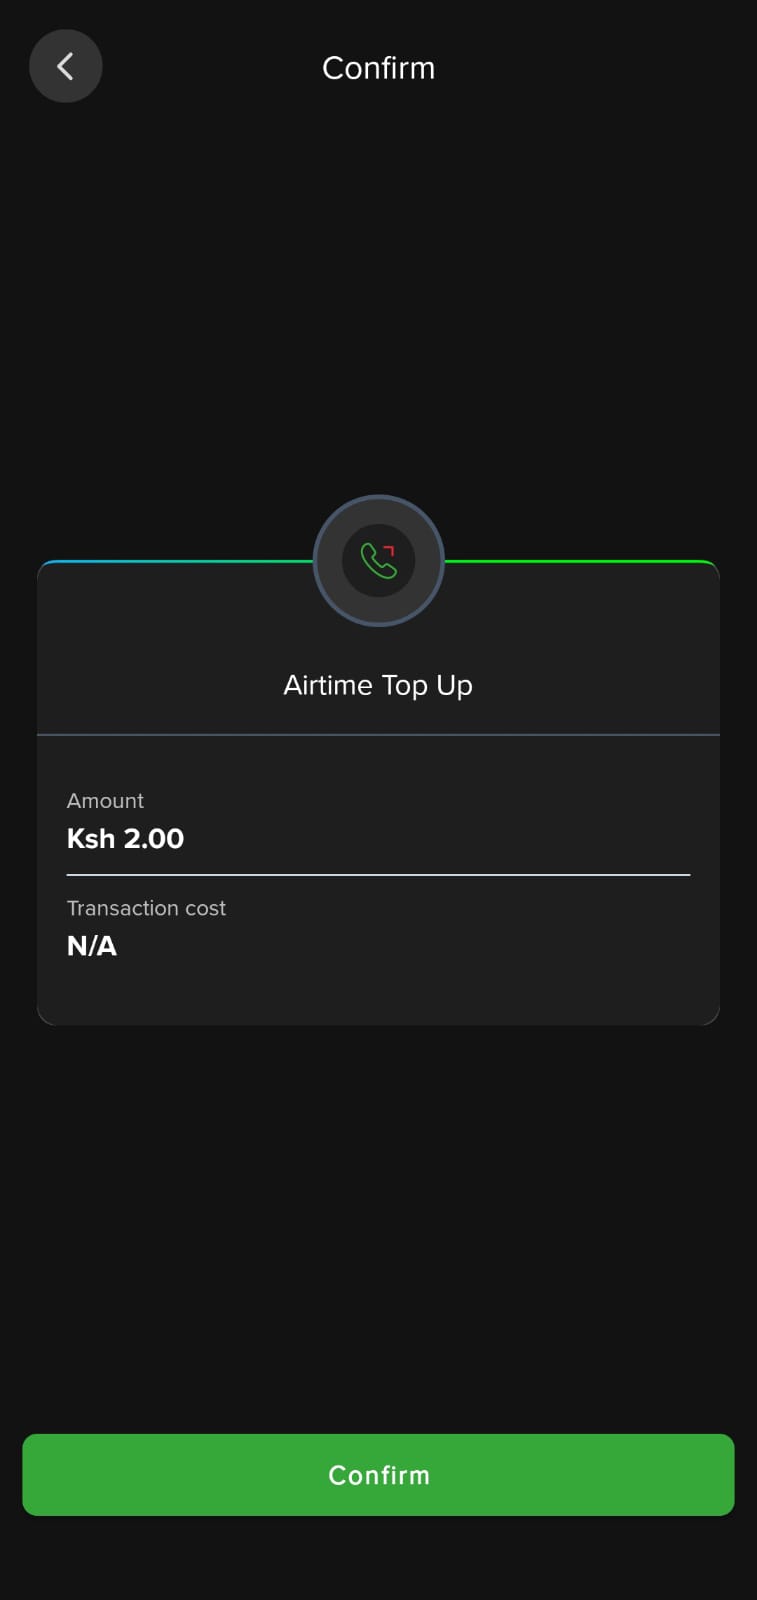 Confirm
Airtime Top Up
Amount
Ksh 2.00
Transaction cost
N/A
Confirm